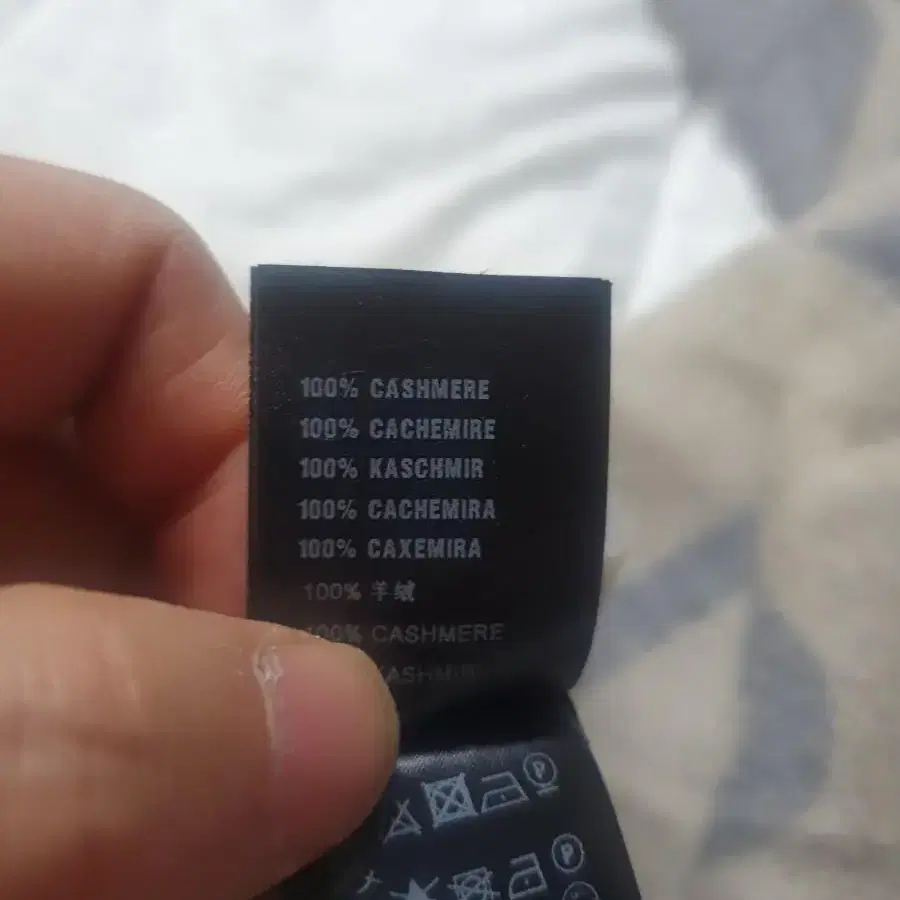 100% CASHMERE
100% CACHEMIRE
100% KASCHMIR
100% CACHEMIRA
100% CAXEMIRA
100% 羊绒
100% CASHMERE
P
P